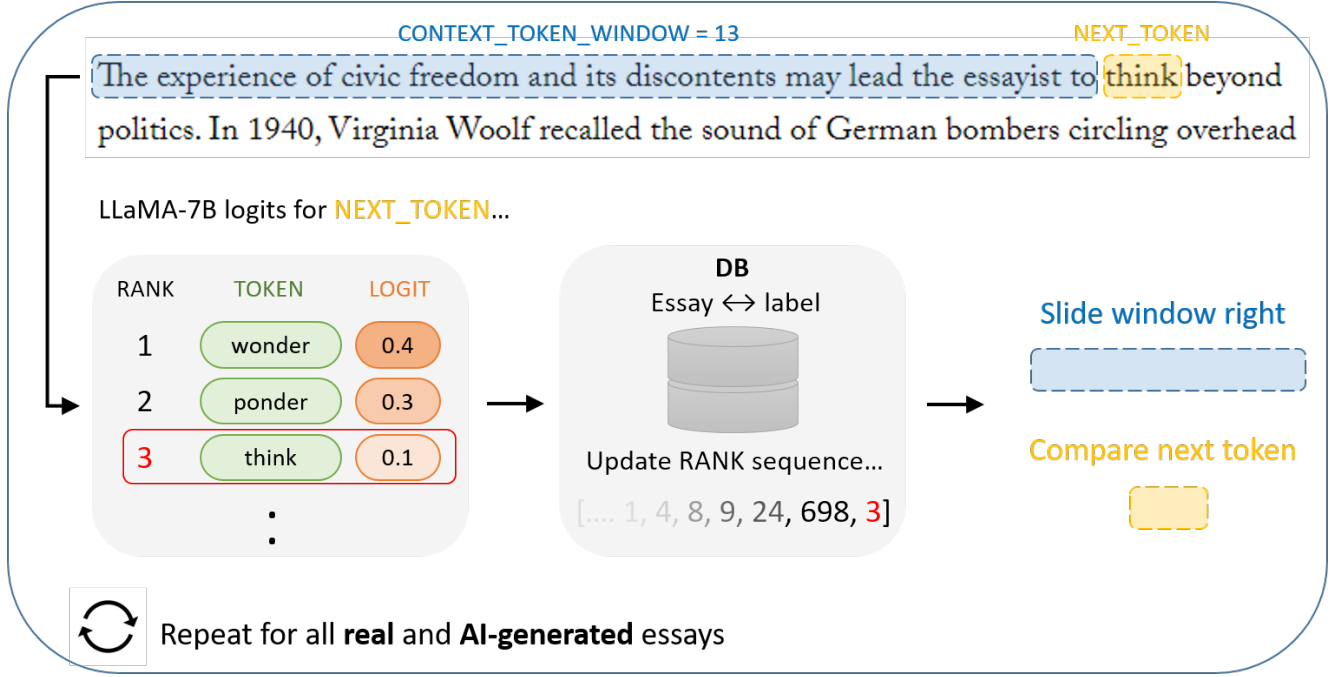 CONTEXT_TOKEN_WINDOW = 13
NEXT_TOKEN
The experience of civic freedom and its discontents may lead the essayist to think beyond
politics. In 1940, Virginia Woolf recalled the sound of German bombers circling overhead
LLaMA-7B logits for NEXT_TOKEN...
RANK TOKEN LOGIT
1 wonder 0.4
2 ponder 0.3
3 think 0.1
:
DB
Essay ↔ label
Update RANK sequence...
[.... 1, 4, 8, 9, 24, 698, 3]
Slide window right
Compare next token
Repeat for all real and AI-generated essays